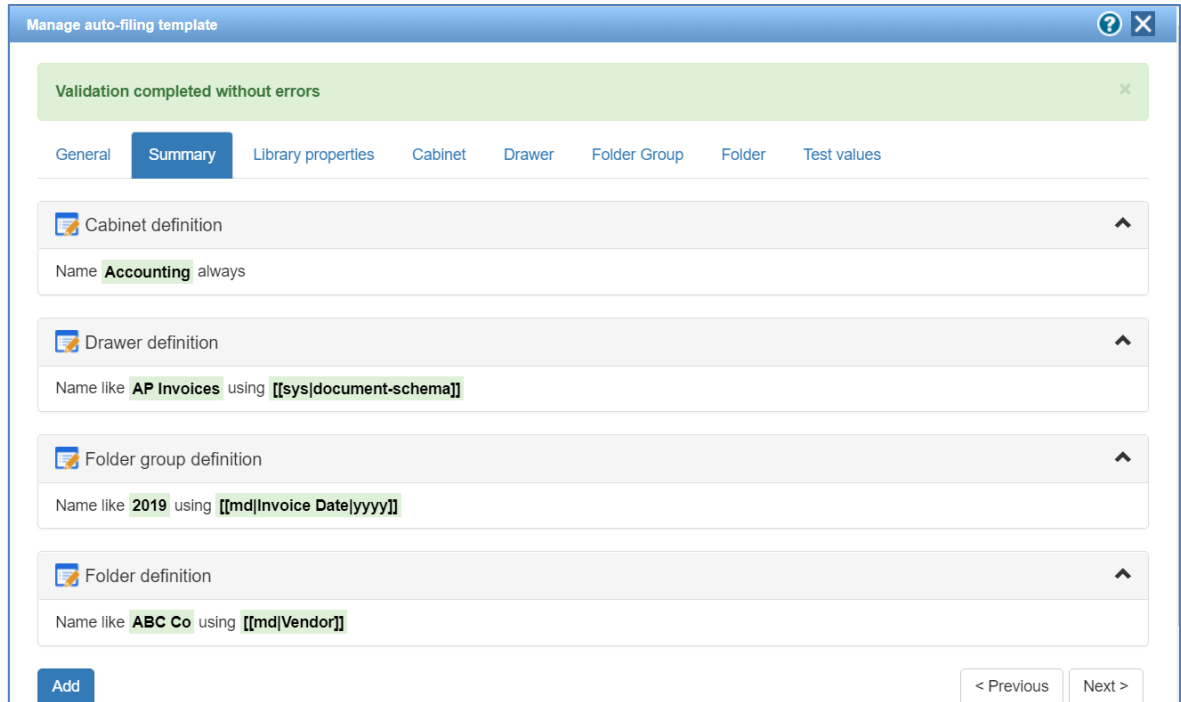 Manage auto-filing template
Validation completed without errors
General Summary Library properties Cabinet Drawer Folder Group Folder Test values
Cabinet definition
Name Accounting always
Drawer definition
Name like AP Invoices using [[sys|document-schema]]
Folder group definition
Name like 2019 using [[md|Invoice Date|yyyy]]
Folder definition
Name like ABC Co using [[md|Vendor]]
Add < Previous Next >